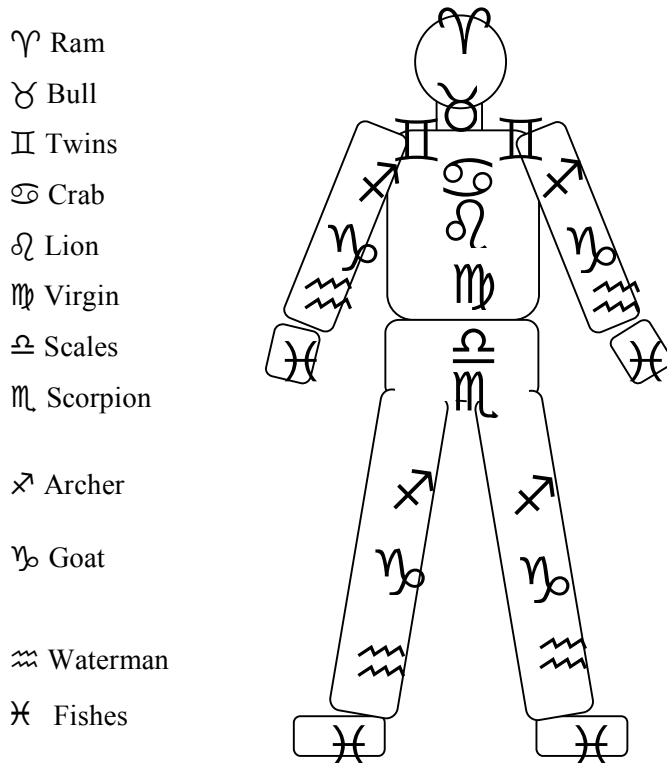 ♈ Ram
♉ Bull
♊ Twins
♋ Crab
♌ Lion
♍ Virgin
♎ Scales
♏ Scorpion
♐ Archer
♑ Goat
♒ Waterman
♓ Fishes
♈
♉
♊ ♊
♐ ♋ ♐
♌
♑ ♑
♒ ♍ ♒
♓ ♎ ♓
♏
♐ ♐
♑ ♑
♒ ♒
♓ ♓